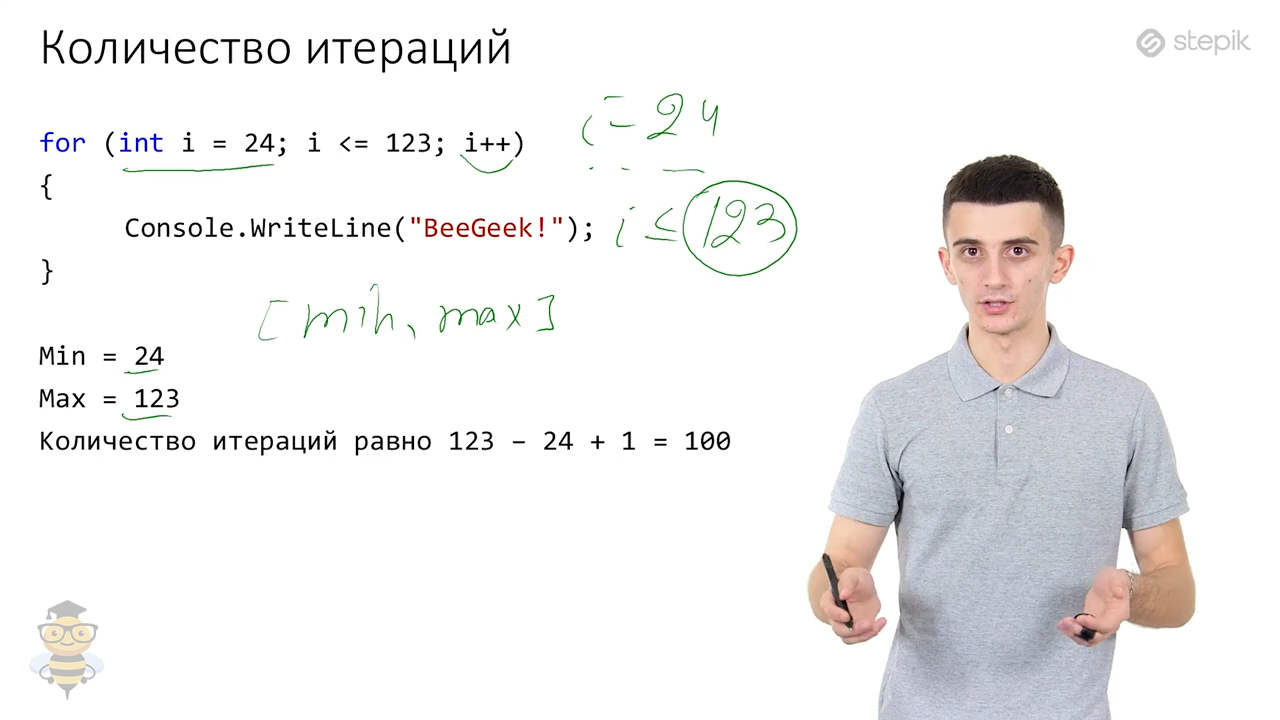 Количество итераций
stepik
for (int i = 24; i <= 123; i++)
i = 24
{
Console.WriteLine("BeeGeek!");
i ≤ 123
}
[min, max]
Min = 24
Max = 123
Количество итераций равно 123 – 24 + 1 = 100